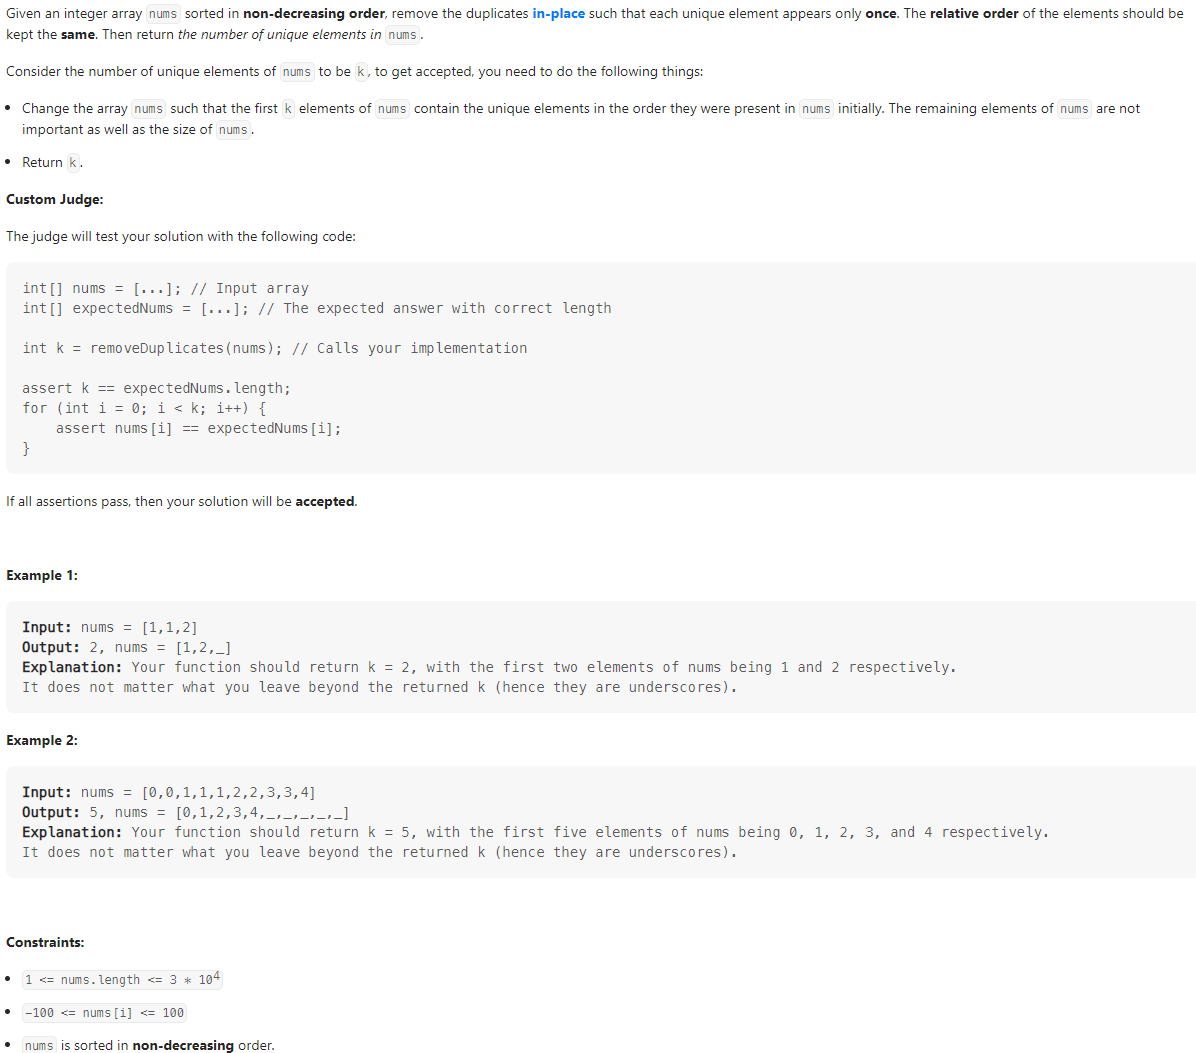 Given an integer array nums sorted in non-decreasing order, remove the duplicates in-place such that each unique element appears only once. The relative order of the elements should be
kept the same. Then return the number of unique elements in nums .
Consider the number of unique elements of nums to be k , to get accepted, you need to do the following things:
• Change the array nums such that the first k elements of nums contain the unique elements in the order they were present in nums initially. The remaining elements of nums are not
important as well as the size of nums .
• Return k .
Custom Judge:
The judge will test your solution with the following code:
int[] nums = [...]; // Input array
int[] expectedNums = [...]; // The expected answer with correct length
int k = removeDuplicates(nums); // Calls your implementation
assert k == expectedNums.length;
for (int i = 0; i < k; i++) {
    assert nums[i] == expectedNums[i];
}
If all assertions pass, then your solution will be accepted.
Example 1:
Input: nums = [1,1,2]
Output: 2, nums = [1,2,_]
Explanation: Your function should return k = 2, with the first two elements of nums being 1 and 2 respectively.
It does not matter what you leave beyond the returned k (hence they are underscores).
Example 2:
Input: nums = [0,0,1,1,1,2,2,3,3,4]
Output: 5, nums = [0,1,2,3,4,_,_,_,_,_]
Explanation: Your function should return k = 5, with the first five elements of nums being 0, 1, 2, 3, and 4 respectively.
It does not matter what you leave beyond the returned k (hence they are underscores).
Constraints:
• 1 <= nums.length <= 3 * 10⁴
• -100 <= nums[i] <= 100
• nums is sorted in non-decreasing order.